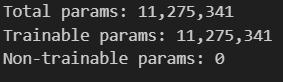 Total params: 11,275,341
Trainable params: 11,275,341
Non-trainable params: 0